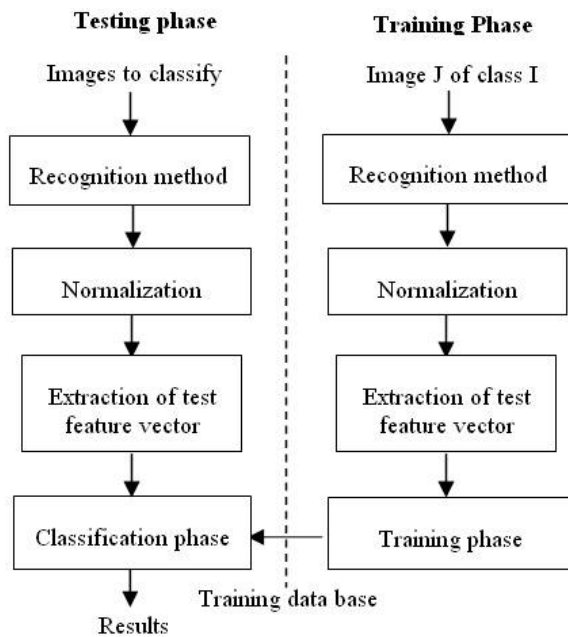 Testing phase
Images to classify
Recognition method
Normalization
Extraction of test
feature vector
Classification phase
Results
Training Phase
Image J of class I
Recognition method
Normalization
Extraction of test
feature vector
Training phase
Training data base